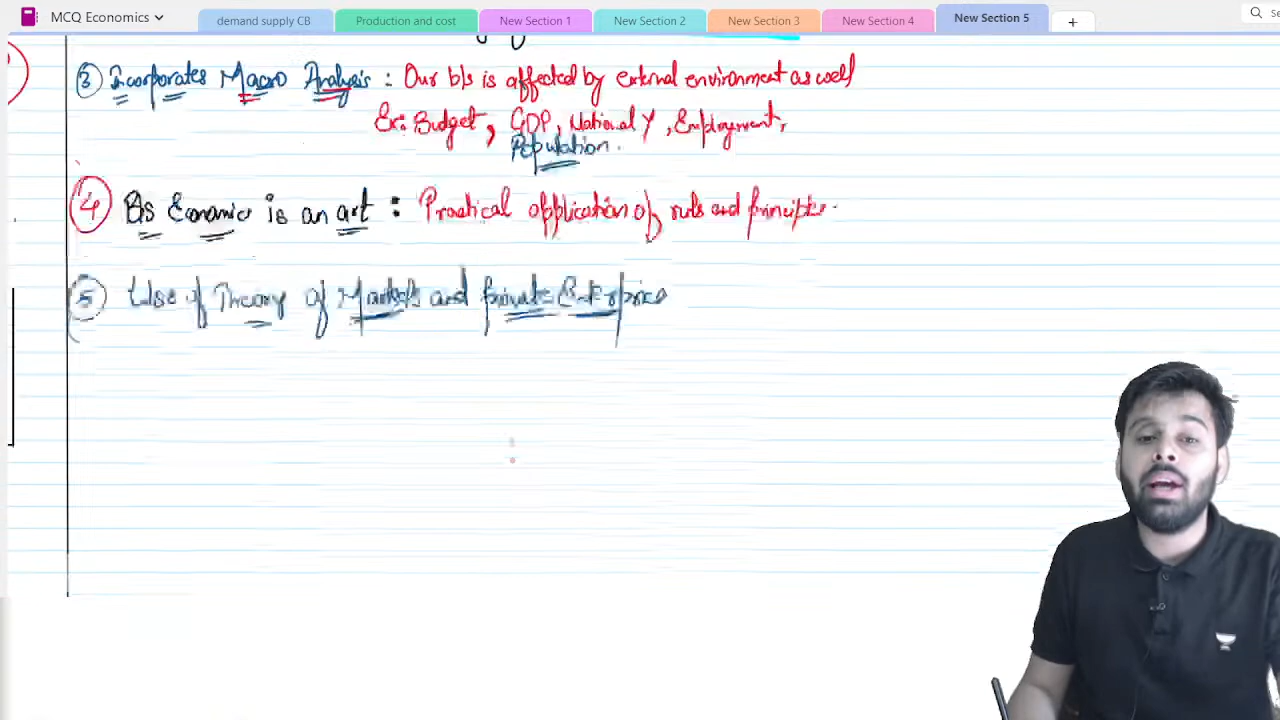 MCQ Economics
demand supply CB
Production and cost
New Section 1
New Section 2
New Section 3
New Section 4
New Section 5
+
Se
③ Incorporates Macro Analysis : Our b/s is affected by external environment as well
Ex: Budget, GDP, National Y, Employment,
Population.
④ Bs Economics is an art : Practical application of rules and principles.
⑤ Use of Theory of Markets and private Enterprice